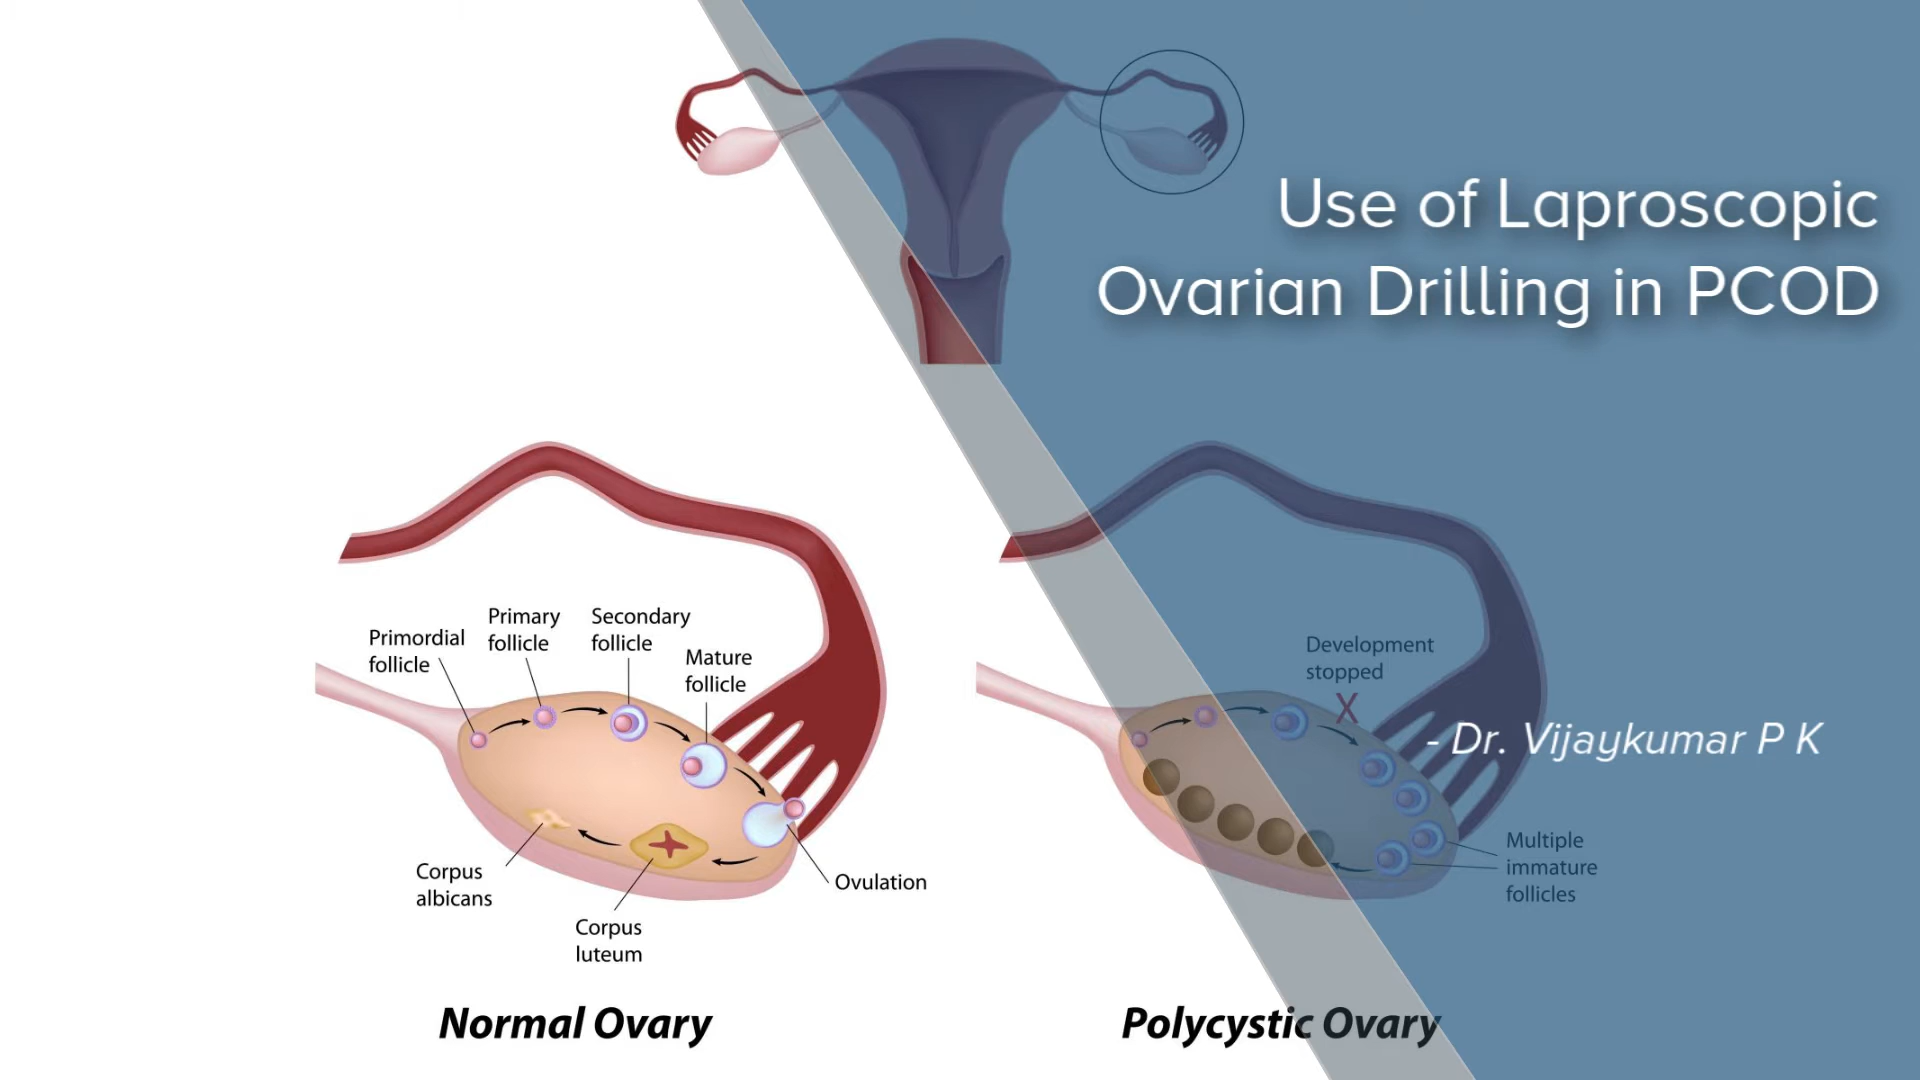 Use of Laproscopic
Ovarian Drilling in PCOD
- Dr. Vijaykumar P K
Primordial
follicle
Primary
follicle
Secondary
follicle
Mature
follicle
Ovulation
Corpus
luteum
Corpus
albicans
Normal Ovary
Development
stopped
X
Multiple
immature
follicles
Polycystic Ovary